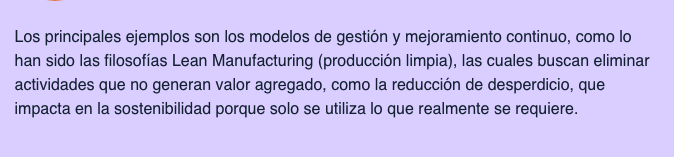 Los principales ejemplos son los modelos de gestión y mejoramiento continuo, como lo
han sido las filosofías Lean Manufacturing (producción limpia), las cuales buscan eliminar
actividades que no generan valor agregado, como la reducción de desperdicio, que
impacta en la sostenibilidad porque solo se utiliza lo que realmente se requiere.